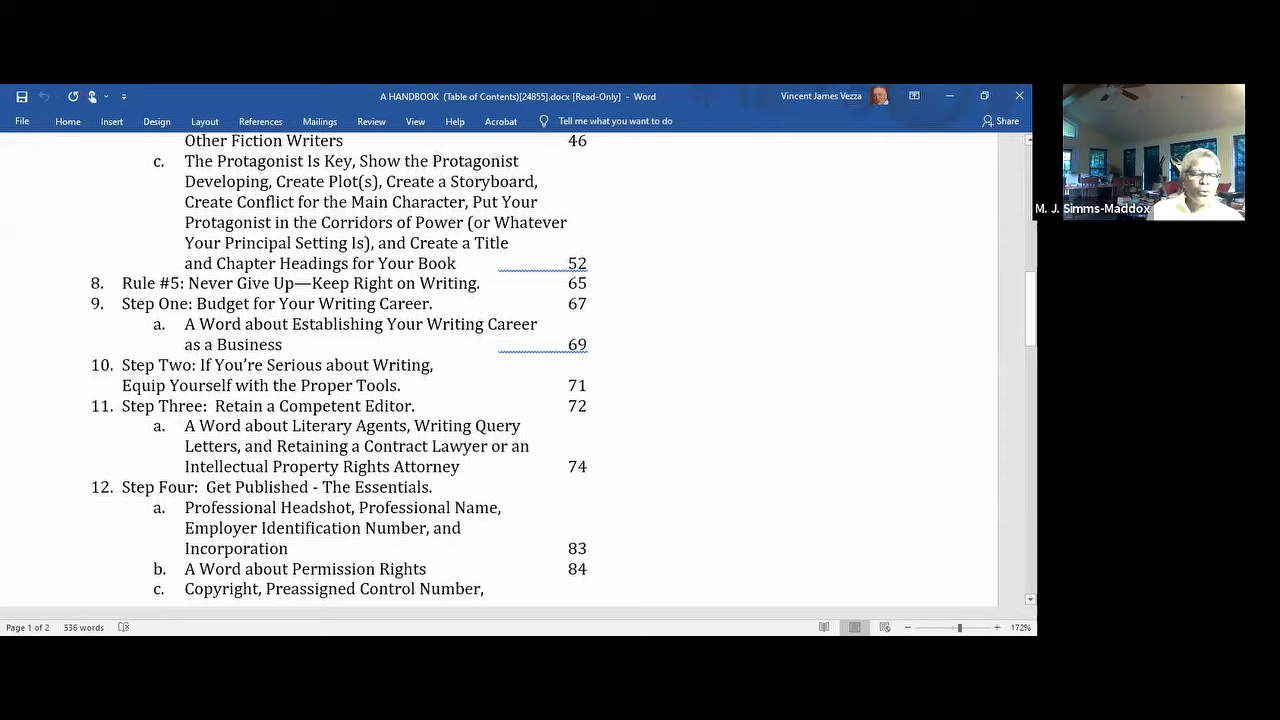 A HANDBOOK (Table of Contents)[24855].docx [Read-Only] - Word
Vincent James Vezza
File Home Insert Design Layout References Mailings Review View Help Acrobat Tell me what you want to do Share
Other Fiction Writers 46
c. The Protagonist Is Key, Show the Protagonist
Developing, Create Plot(s), Create a Storyboard,
Create Conflict for the Main Character, Put Your
Protagonist in the Corridors of Power (or Whatever
Your Principal Setting Is), and Create a Title
and Chapter Headings for Your Book 52
8. Rule #5: Never Give Up—Keep Right on Writing. 65
9. Step One: Budget for Your Writing Career. 67
a. A Word about Establishing Your Writing Career
as a Business 69
10. Step Two: If You’re Serious about Writing,
Equip Yourself with the Proper Tools. 71
11. Step Three: Retain a Competent Editor. 72
a. A Word about Literary Agents, Writing Query
Letters, and Retaining a Contract Lawyer or an
Intellectual Property Rights Attorney 74
12. Step Four: Get Published - The Essentials.
a. Professional Headshot, Professional Name,
Employer Identification Number, and
Incorporation 83
b. A Word about Permission Rights 84
c. Copyright, Preassigned Control Number,
Page 1 of 2 536 words 172%
M. J. Simms-Maddox